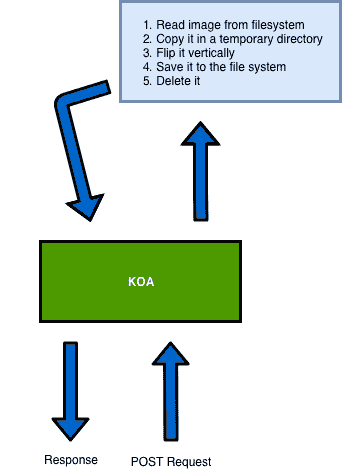 1. Read image from filesystem
2. Copy it in a temporary directory
3. Flip it vertically
4. Save it to the file system
5. Delete it
KOA
Response
POST Request